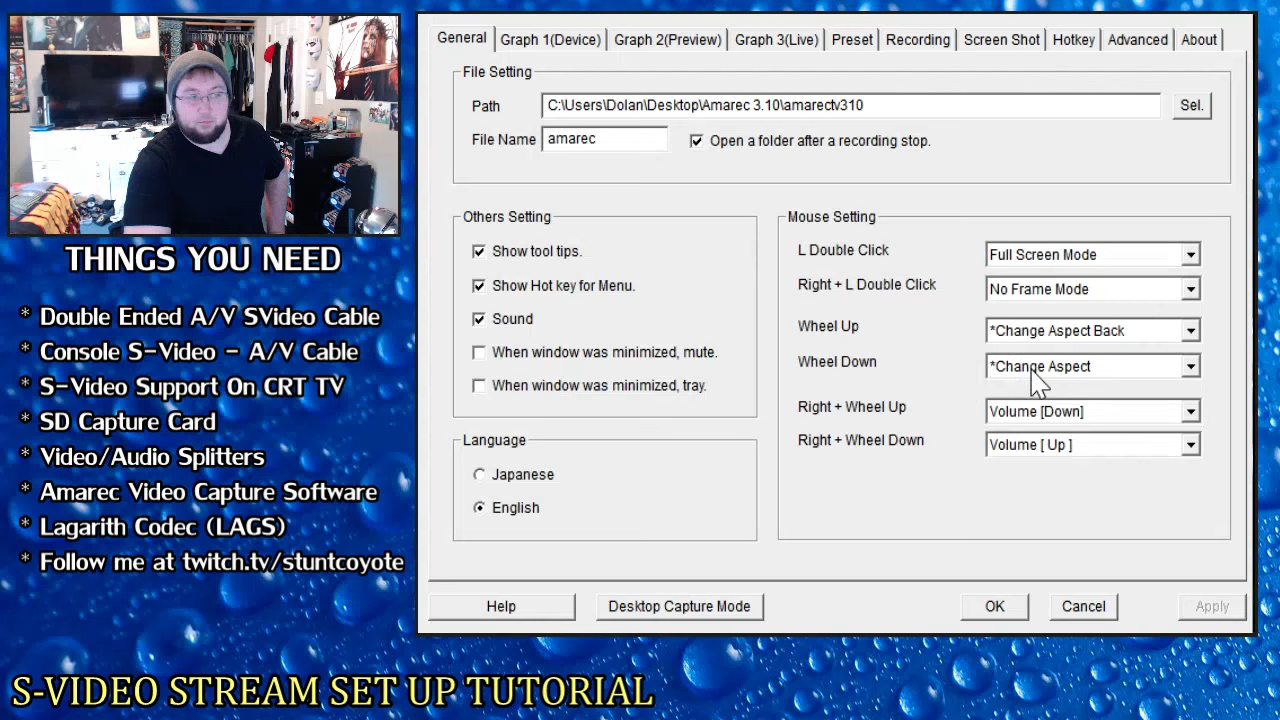 General Graph 1(Device) Graph 2(Preview) Graph 3(Live) Preset Recording Screen Shot Hotkey Advanced About
File Setting
Path C:\Users\Dolan\Desktop\Amarec 3.10\amarectv310 Sel.
File Name amarec Open a folder after a recording stop.
Others Setting
Show tool tips.
Show Hot key for Menu.
Sound
When window was minimized, mute.
When window was minimized, tray.
Language
Japanese
English
Mouse Setting
L Double Click Full Screen Mode
Right + L Double Click No Frame Mode
Wheel Up *Change Aspect Back
Wheel Down *Change Aspect
Right + Wheel Up Volume [Down]
Right + Wheel Down Volume [ Up ]
Help Desktop Capture Mode OK Cancel Apply
THINGS YOU NEED
* Double Ended A/V SVideo Cable
* Console S-Video - A/V Cable
* S-Video Support On CRT TV
* SD Capture Card
* Video/Audio Splitters
* Amarec Video Capture Software
* Lagarith Codec (LAGS)
* Follow me at twitch.tv/stuntcoyote
S-VIDEO STREAM SET UP TUTORIAL